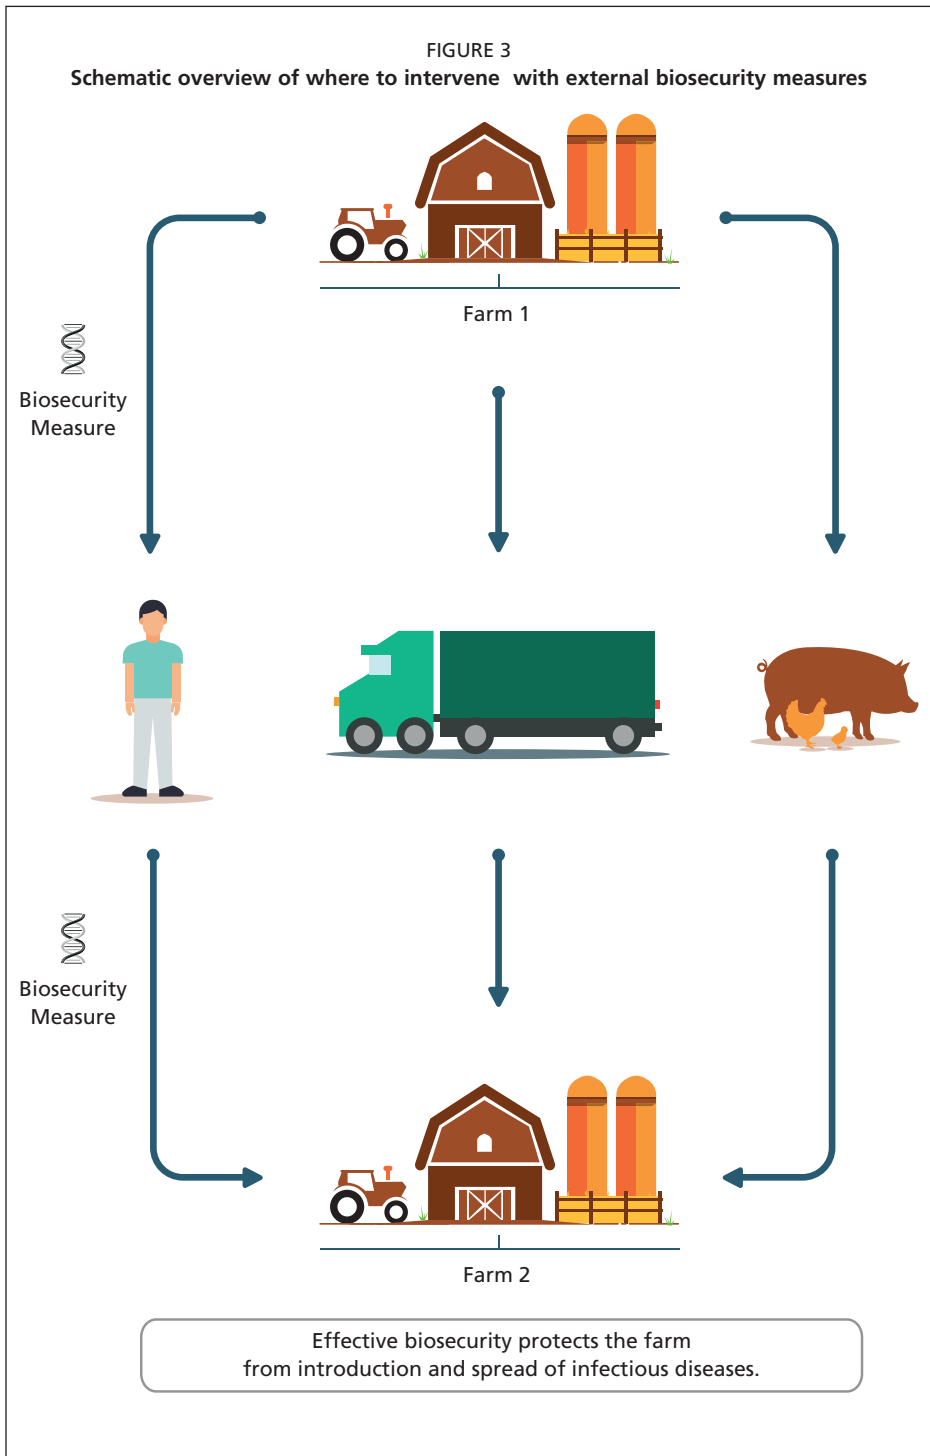 FIGURE 3
Schematic overview of where to intervene with external biosecurity measures
Farm 1
Biosecurity
Measure
Biosecurity
Measure
Farm 2
Effective biosecurity protects the farm
from introduction and spread of infectious diseases.